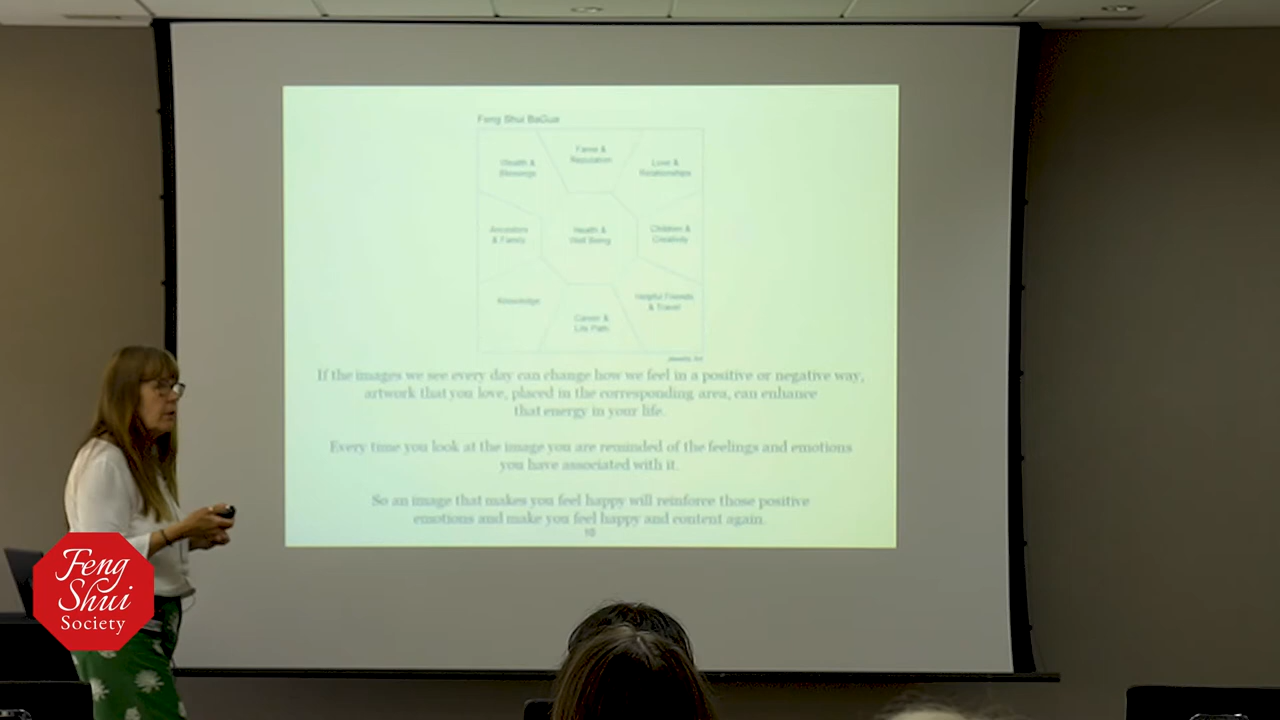 Feng Shui BaGua
Wealth &
Blessings
Fame &
Reputation
Love &
Relationships
Ancestors
& Family
Health &
Well Being
Children &
Creativity
Knowledge
Career &
Life Path
Helpful Friends
& Travel
If the images we see every day can change how we feel in a positive or negative way,
artwork that you love, placed in the corresponding area, can enhance
that energy in your life.
Every time you look at the image you are reminded of the feelings and emotions
you have associated with it.
So an image that makes you feel happy will reinforce those positive
emotions and make you feel happy and content again.
10
Feng
Shui
Society